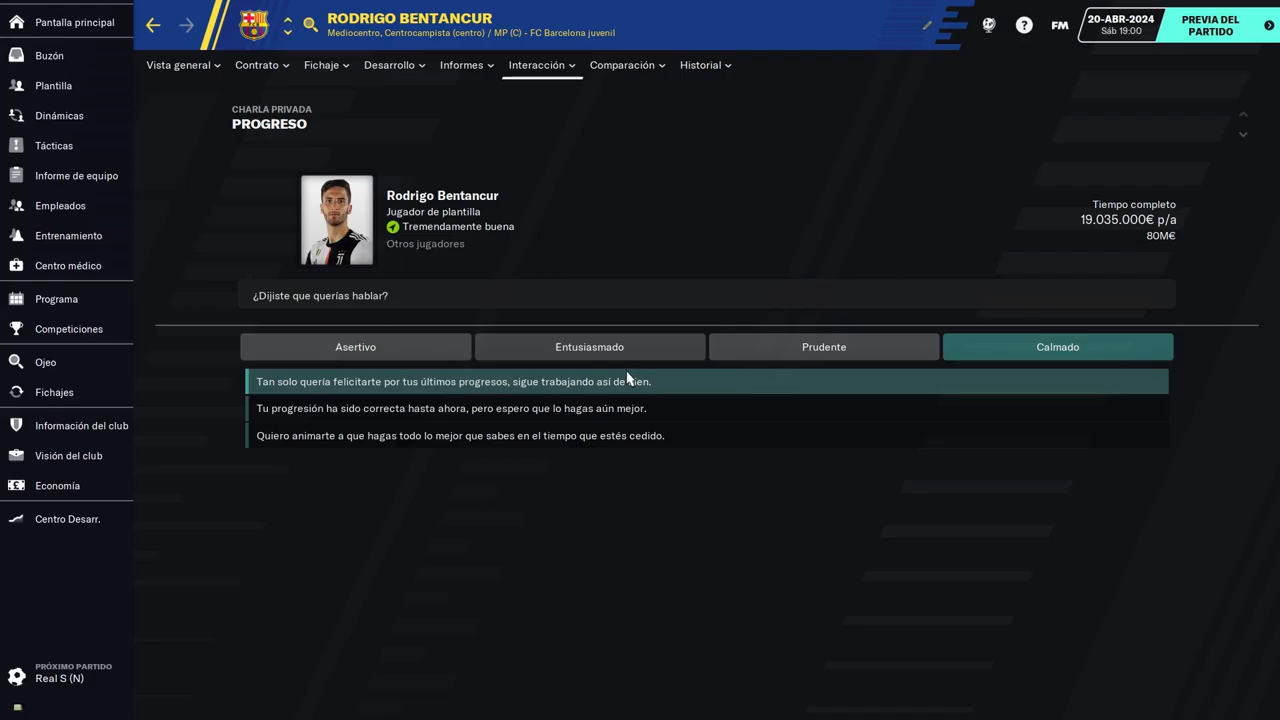 Pantalla principal
Buzón
Plantilla
Dinámicas
Tácticas
Informe de equipo
Empleados
Entrenamiento
Centro médico
Programa
Competiciones
Ojeo
Fichajes
Información del club
Visión del club
Economía
Centro Desarr.
PRÓXIMO PARTIDO
Real S (N)
RODRIGO BENTANCUR
Mediocentro, Centrocampista (centro) / MP (C) - FC Barcelona juvenil
?
FM
20-ABR-2024
Sáb 19:00
PREVIA DEL
PARTIDO
Vista general Contrato Fichaje Desarrollo Informes Interacción Comparación Historial
CHARLA PRIVADA
PROGRESO
Rodrigo Bentancur
Jugador de plantilla
Tremendamente buena
Otros jugadores
Tiempo completo
19.035.000€ p/a
80M€
¿Dijiste que querías hablar?
Asertivo Entusiasmado Prudente Calmado
Tan solo quería felicitarte por tus últimos progresos, sigue trabajando así de bien.
Tu progresión ha sido correcta hasta ahora, pero espero que lo hagas aún mejor.
Quiero animarte a que hagas todo lo mejor que sabes en el tiempo que estés cedido.